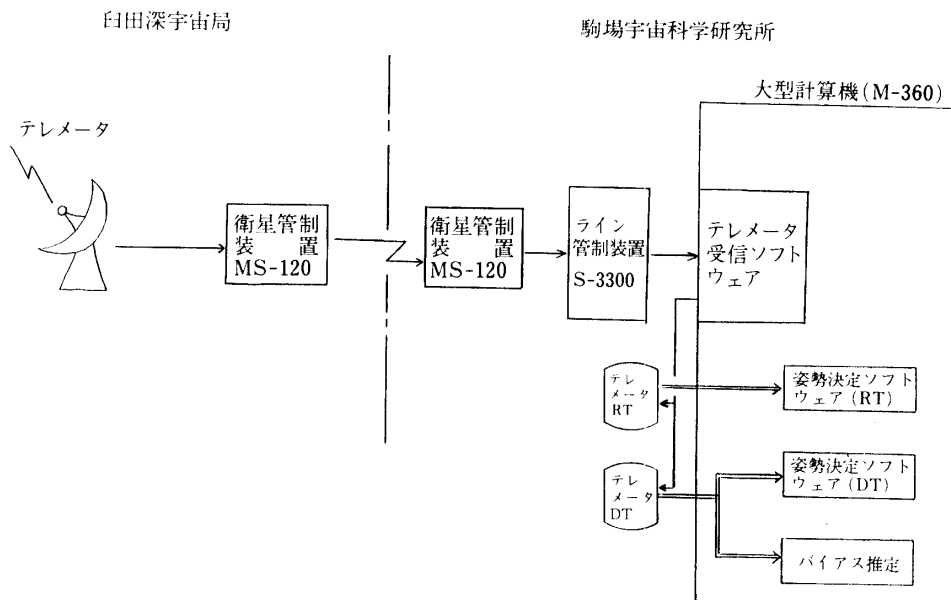 臼田深宇宙局
駒場宇宙科学研究所
大型計算機(M-360)
テレメータ
衛星管制
装置
MS-120
衛星管制
装置
MS-120
ライン
管制装置
S-3300
テレメータ
受信ソフト
ウェア
テレ
メータ
RT
姿勢決定ソフト
ウェア(RT)
テレ
メータ
DT
姿勢決定ソフト
ウェア(DT)
バイアス推定